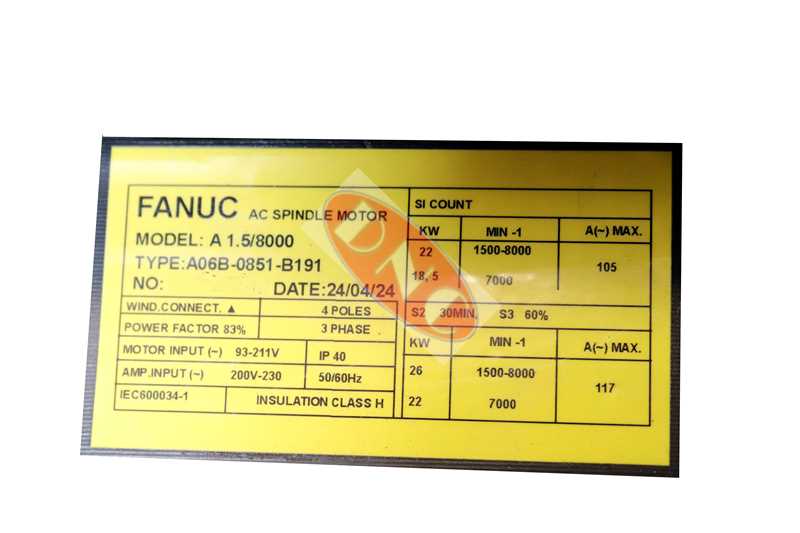 FANUC AC SPINDLE MOTOR
MODEL: A 1.5/8000
TYPE:A06B-0851-B191
NO: DATE:24/04/24
WIND.CONNECT. ▲ 4 POLES
POWER FACTOR 83% 3 PHASE
MOTOR INPUT (~) 93-211V IP 40
AMP.INPUT (~) 200V-230 50/60Hz
IEC600034-1 INSULATION CLASS H
SI COUNT
KW MIN -1 A(~) MAX.
22 1500-8000 105
18, 5 7000
S2 30MIN. S3 60%
KW MIN -1 A(~) MAX.
26 1500-8000 117
22 7000
DAC